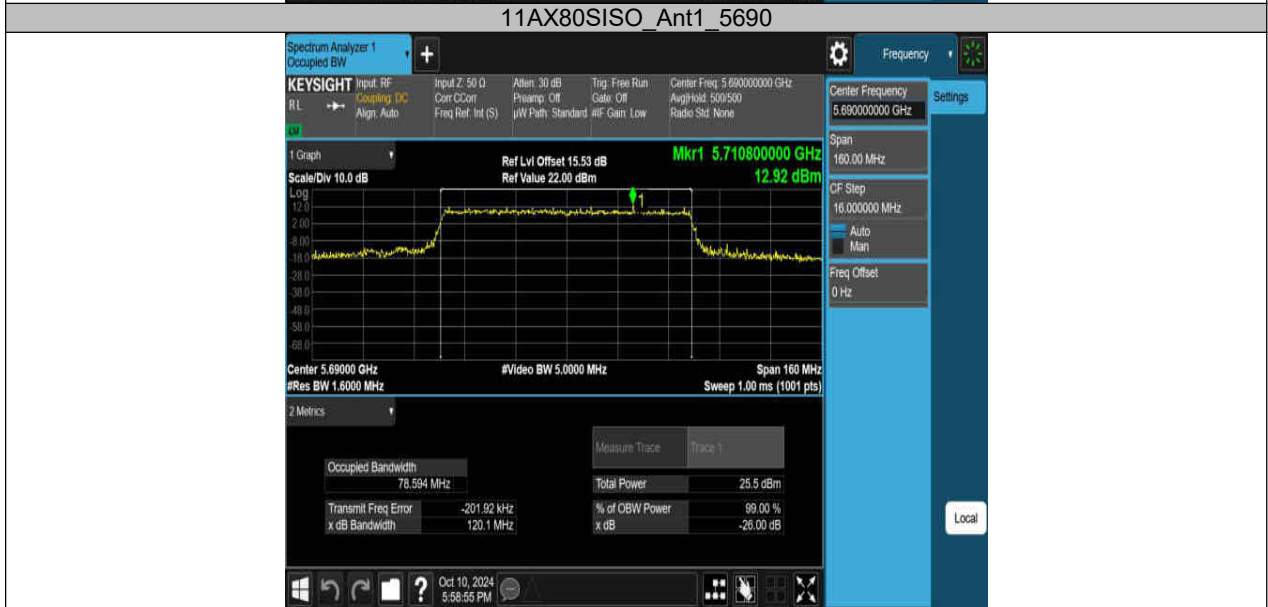 11AX80SISO_Ant1_5690
Spectrum Analyzer 1
Occupied BW
+
Frequency
KEYSIGHT
RL
LM
Input: RF
Coupling: DC
Align: Auto
Input Z: 50 Ω
Corr CCorr
Freq Ref: Int (S)
Atten: 30 dB
Preamp: Off
µW Path: Standard
Trig: Free Run
Gate: Off
#IF Gain: Low
Center Freq: 5.690000000 GHz
Avg|Hold: 500/500
Radio Std: None
Center Frequency
5.690000000 GHz
Settings
Span
160.00 MHz
CF Step
16.000000 MHz
Auto
Man
Freq Offset
0 Hz
1 Graph
Scale/Div 10.0 dB
Ref Lvl Offset 15.53 dB
Ref Value 22.00 dBm
Mkr1 5.710800000 GHz
12.92 dBm
Log
12.0
2.00
-8.00
-18.0
-28.0
-38.0
-48.0
-58.0
-68.0
1
Center 5.69000 GHz
#Video BW 5.0000 MHz
Span 160 MHz
#Res BW 1.6000 MHz
Sweep 1.00 ms (1001 pts)
2 Metrics
Measure Trace
Trace 1
Occupied Bandwidth
78.594 MHz
Total Power
25.5 dBm
Transmit Freq Error
-201.92 kHz
% of OBW Power
99.00 %
x dB Bandwidth
120.1 MHz
x dB
-26.00 dB
Local
?
Oct 10, 2024
5:58:55 PM